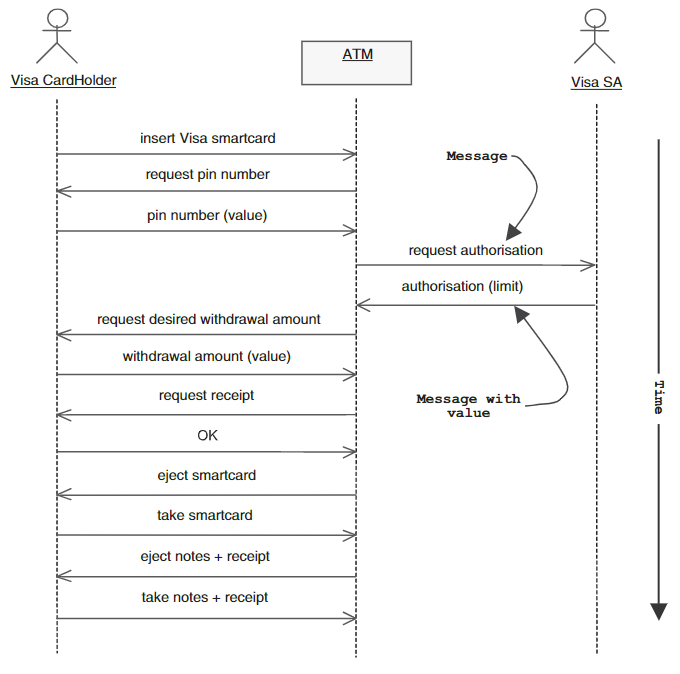 Visa CardHolder
ATM
Visa SA
insert Visa smartcard
Message
request pin number
pin number (value)
request authorisation
authorisation (limit)
request desired withdrawal amount
withdrawal amount (value)
request receipt
Message with
value
Time
OK
eject smartcard
take smartcard
eject notes + receipt
take notes + receipt